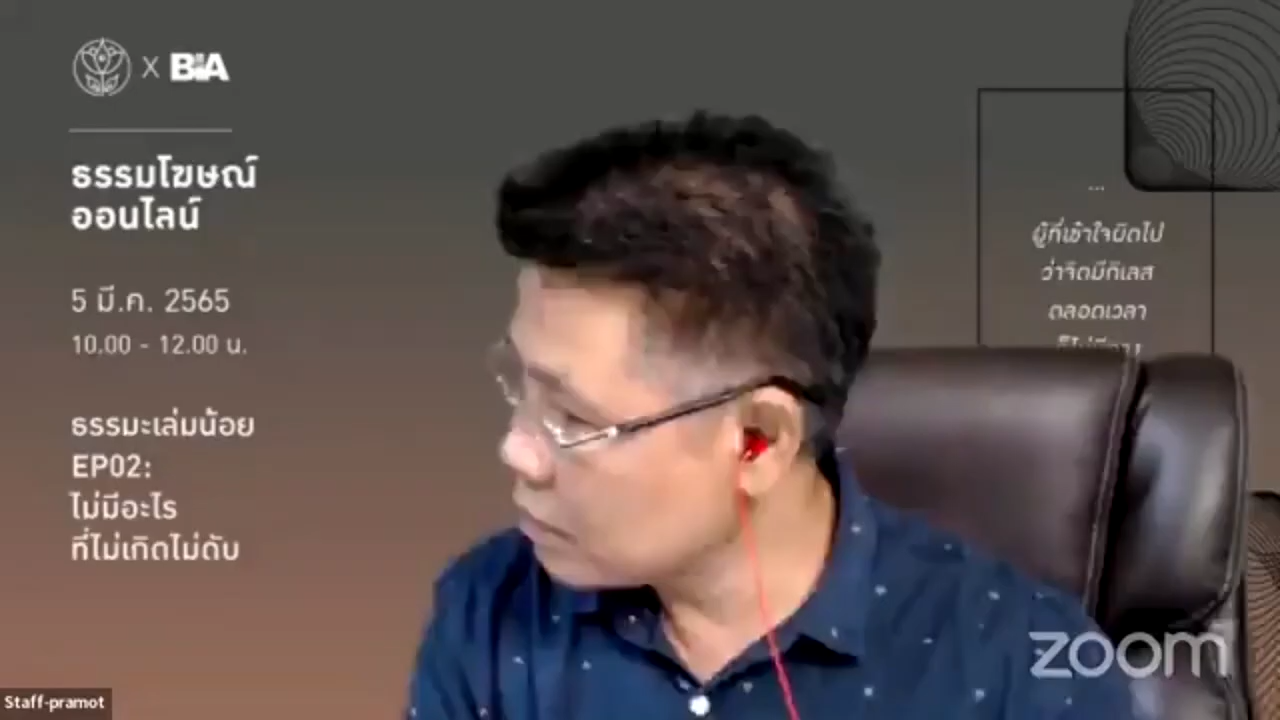 X BIA
ธรรมโฆษณ์
ออนไลน์
5 มี.ค. 2565
10.00 - 12.00 น.
ธรรมะเล่มน้อย
EP02:
ไม่มีอะไร
ที่ไม่เกิดไม่ดับ
...
ผู้ที่เข้าใจผิดไป
ว่าจิตมีกิเลส
ตลอดเวลา
zoom
Staff-pramot